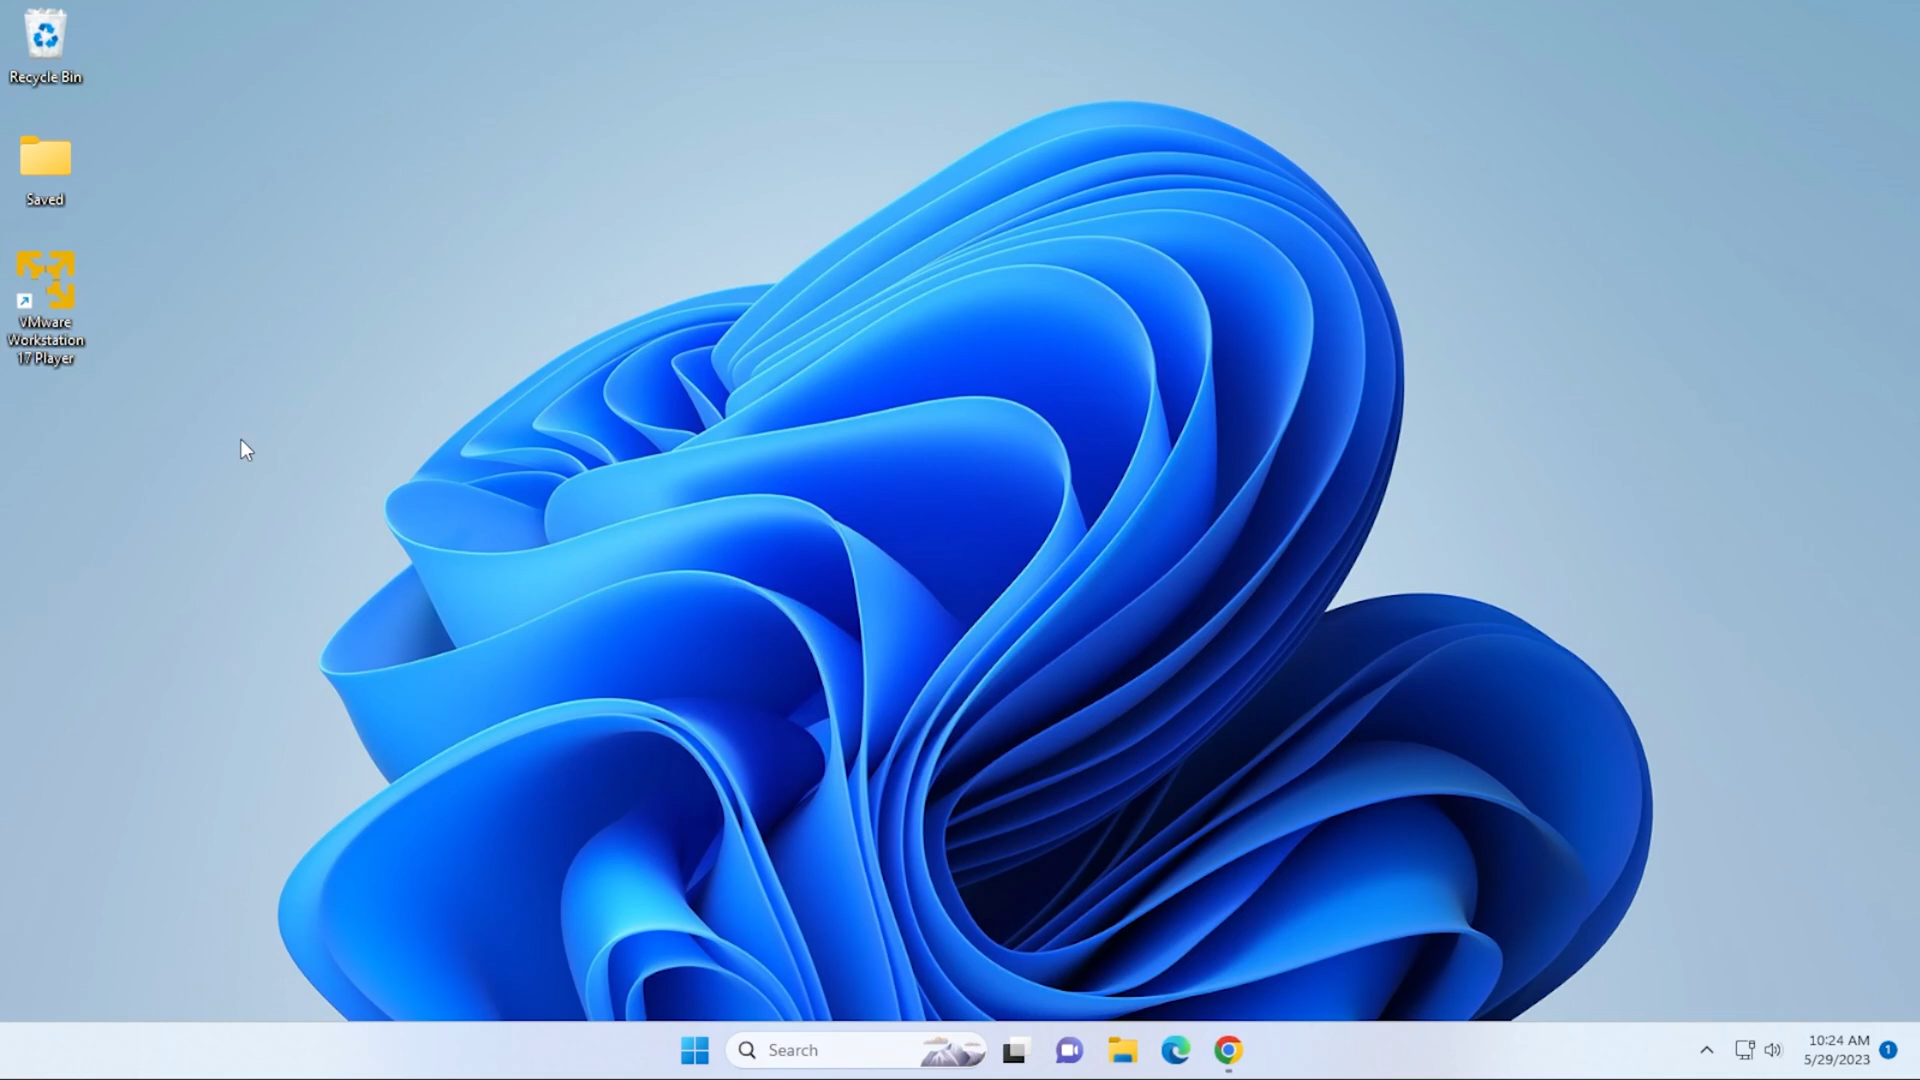 Recycle Bin
Saved
VMware
Workstation
17 Player
Search
10:24 AM
5/29/2023
1